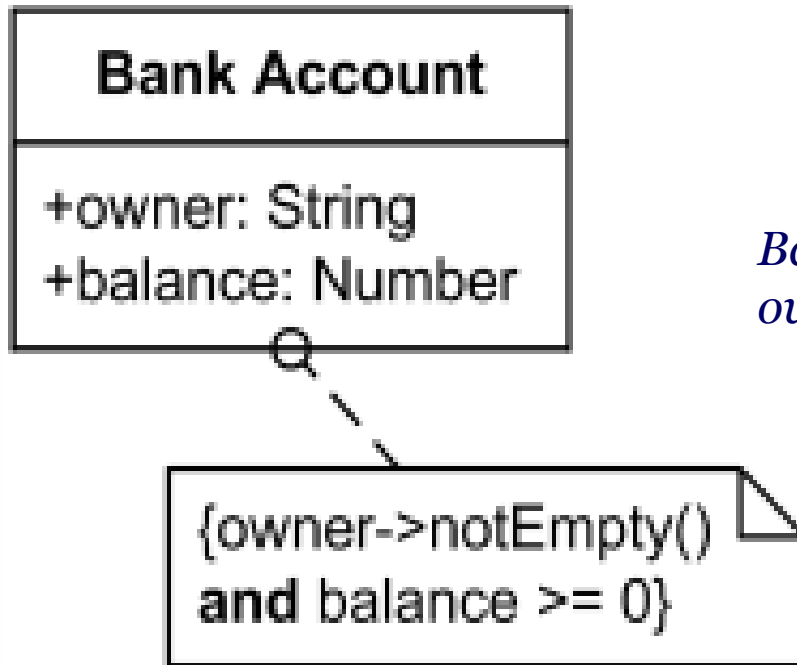 Bank Account
+owner: String
+balance: Number
{owner->notEmpty()
and balance >= 0}